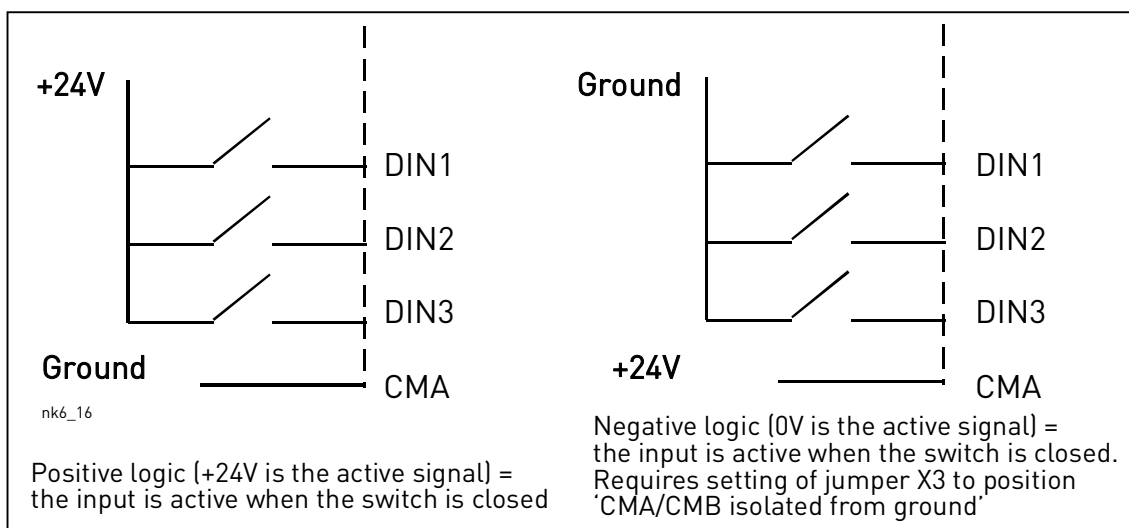 +24V
DIN1
DIN2
DIN3
Ground
CMA
nk6_16
Positive logic (+24V is the active signal) =
the input is active when the switch is closed
Ground
DIN1
DIN2
DIN3
+24V
CMA
Negative logic (0V is the active signal) =
the input is active when the switch is closed.
Requires setting of jumper X3 to position
‘CMA/CMB isolated from ground’